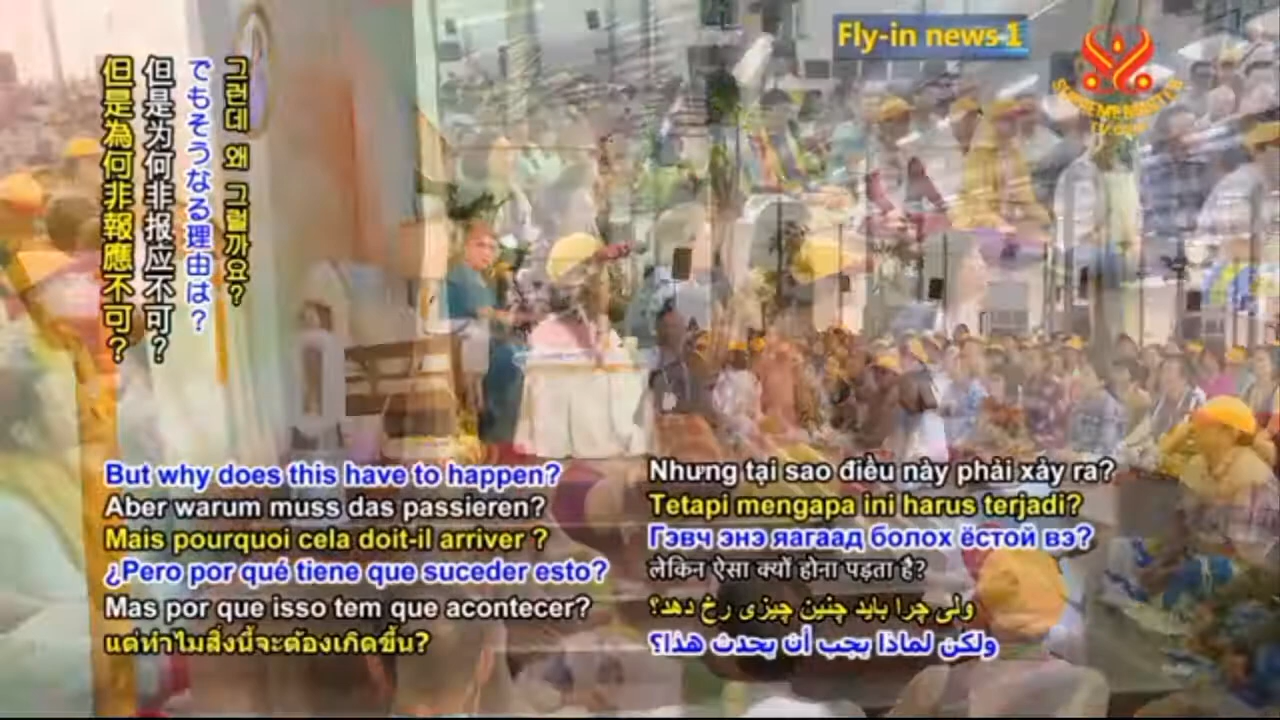 Fly-in news 1
SUPREME MASTER
TV.com
그런데 왜 그럴까요?
でもそうなる理由は?
但是为何非报应不可?
但是為何非報應不可?
But why does this have to happen?
Aber warum muss das passieren?
Mais pourquoi cela doit-il arriver ?
¿Pero por qué tiene que suceder esto?
Mas por que isso tem que acontecer?
แต่ทำไมสิ่งนี้จะต้องเกิดขึ้น?
Nhưng tại sao điều này phải xảy ra?
Tetapi mengapa ini harus terjadi?
Гэвч энэ яагаад болох ёстой вэ?
लेकिन ऐसा क्यों होना पड़ता है?
ولی چرا باید چنین چیزی رخ دهد؟
ولكن لماذا يجب أن يحدث هذا؟